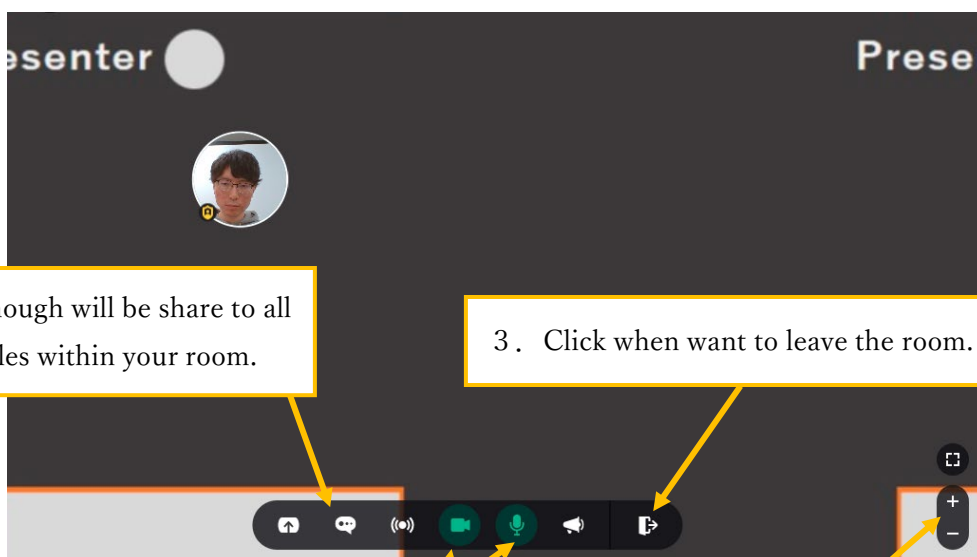 esenter
Prese
ough will be share to all
les within your room.
3. Click when want to leave the room.